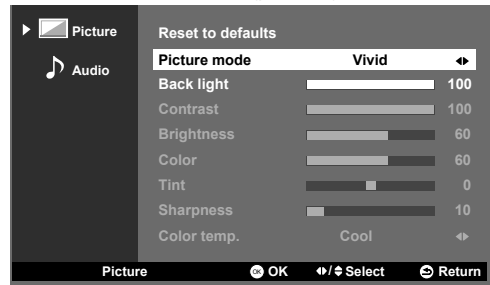 Picture
Audio
Reset to defaults
Picture mode Vivid
Back light 100
Contrast 100
Brightness 60
Color 60
Tint 0
Sharpness 10
Color temp. Cool
Picture OK OK / Select Return